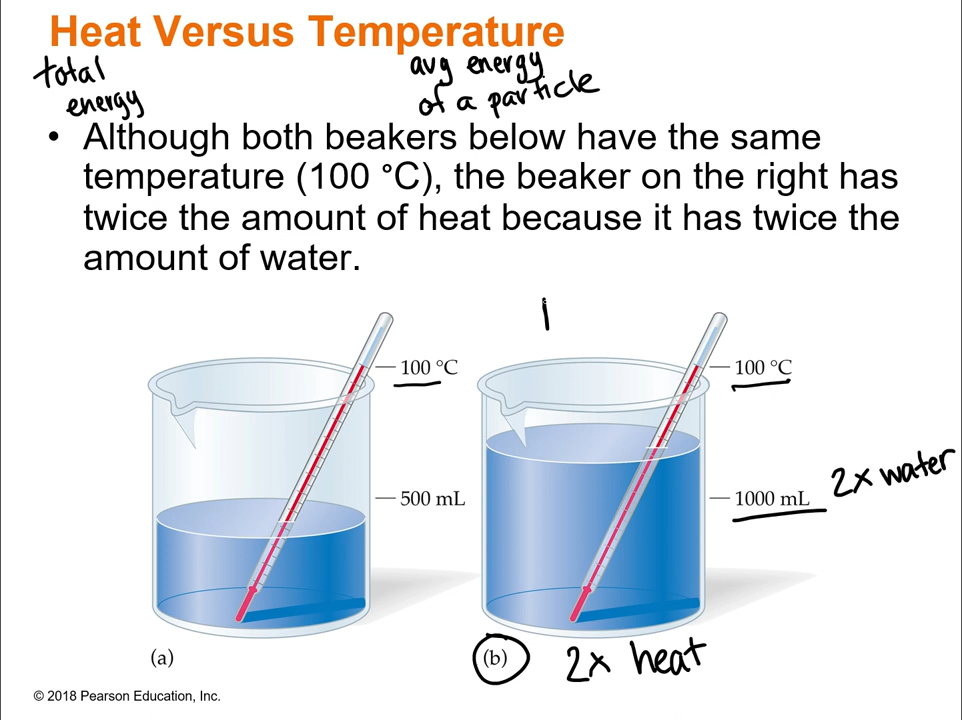 Heat Versus Temperature
total
energy
avg energy
of a particle
• Although both beakers below have the same
temperature (100 °C), the beaker on the right has
twice the amount of heat because it has twice the
amount of water.
100 °C
100 °C
500 mL
1000 mL
2x water
(a)
(b)
2x heat
© 2018 Pearson Education, Inc.